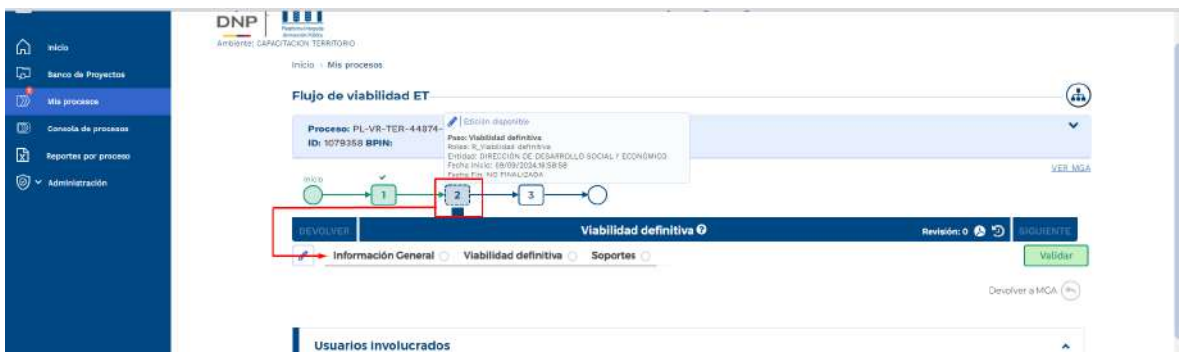 DNP
Ambiente: CAPACITACION TERRITORIO
Inicio
Banco de Proyectos
Mis procesos
Consola de procesos
Reportes por proceso
Administración
Inicio > Mis procesos
Flujo de viabilidad ET
Proceso: PL-VR-TER-44874-
ID: 1079358 BPIN:
Edición disponible
Paso: Viabilidad definitiva
Roles: R_Viabilidad definitiva
Entidad: DIRECCIÓN DE DESARROLLO SOCIAL Y ECONÓMICO
Fecha Fin: NO FINALIZADA
VER MGA
Inicio
1
2
3
DEVOLVER
Viabilidad definitiva
Revisión: 0
SIGUIENTE
Información General
Viabilidad definitiva
Soportes
Validar
Devolver a MGA
Usuarios involucrados